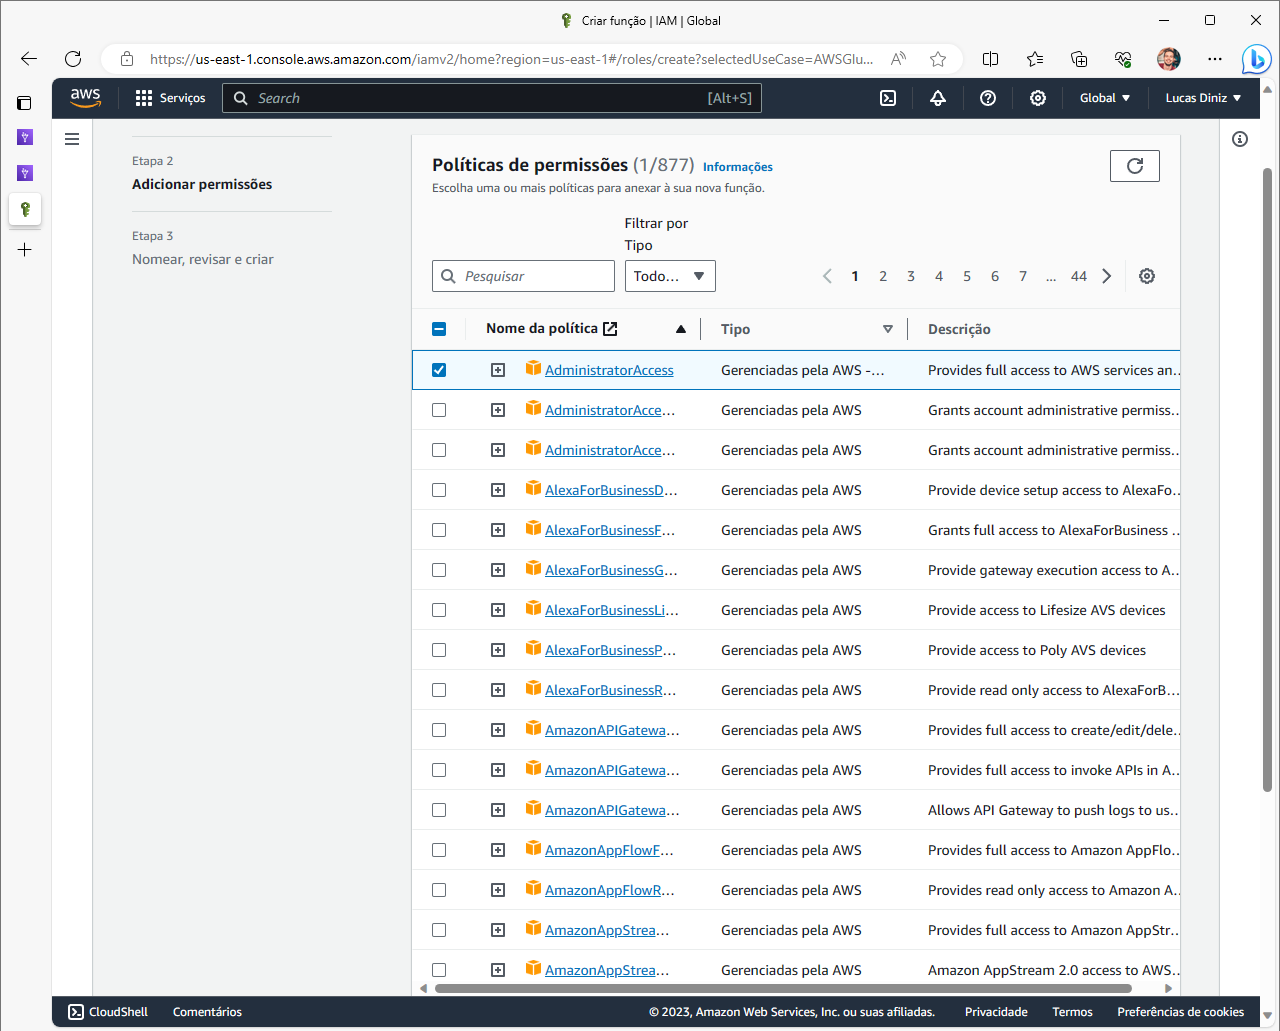 Criar função | IAM | Global
https://us-east-1.console.aws.amazon.com/iamv2/home?region=us-east-1#/roles/create?selectedUseCase=AWSGlu...
aws
Serviços
Search
[Alt+S]
Global
Lucas Diniz
Etapa 2
Adicionar permissões
Etapa 3
Nomear, revisar e criar
Políticas de permissões (1/877) Informações
Escolha uma ou mais políticas para anexar à sua nova função.
Filtrar por
Tipo
Pesquisar
Todo...
1 2 3 4 5 6 7 ... 44
Nome da política Tipo Descrição
AdministratorAccess Gerenciadas pela AWS -... Provides full access to AWS services an...
AdministratorAcce... Gerenciadas pela AWS Grants account administrative permiss...
AdministratorAcce... Gerenciadas pela AWS Grants account administrative permiss...
AlexaForBusinessD... Gerenciadas pela AWS Provide device setup access to AlexaFo...
AlexaForBusinessF... Gerenciadas pela AWS Grants full access to AlexaForBusiness ...
AlexaForBusinessG... Gerenciadas pela AWS Provide gateway execution access to A...
AlexaForBusinessLi... Gerenciadas pela AWS Provide access to Lifesize AVS devices
AlexaForBusinessP... Gerenciadas pela AWS Provide access to Poly AVS devices
AlexaForBusinessR... Gerenciadas pela AWS Provide read only access to AlexaForB...
AmazonAPIGatewa... Gerenciadas pela AWS Provides full access to create/edit/dele...
AmazonAPIGatewa... Gerenciadas pela AWS Provides full access to invoke APIs in A...
AmazonAPIGatewa... Gerenciadas pela AWS Allows API Gateway to push logs to us...
AmazonAppFlowF... Gerenciadas pela AWS Provides full access to Amazon AppFlo...
AmazonAppFlowR... Gerenciadas pela AWS Provides read only access to Amazon A...
AmazonAppStrea... Gerenciadas pela AWS Provides full access to Amazon AppStr...
AmazonAppStrea... Gerenciadas pela AWS Amazon AppStream 2.0 access to AWS...
CloudShell Comentários © 2023, Amazon Web Services, Inc. ou suas afiliadas. Privacidade Termos Preferências de cookies